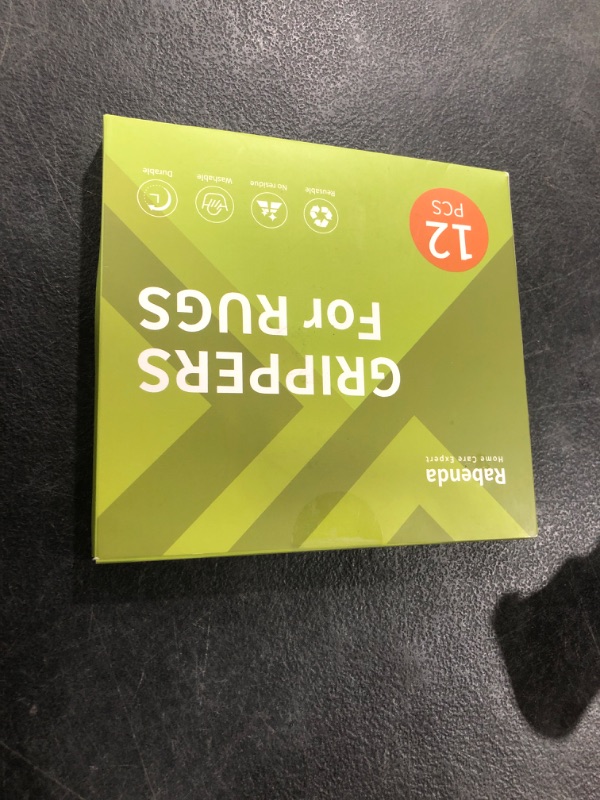 Rabenda
Home Care Expert
GRIPPERS
For RUGS
12
PCS
Reusable
No residue
Washable
Durable